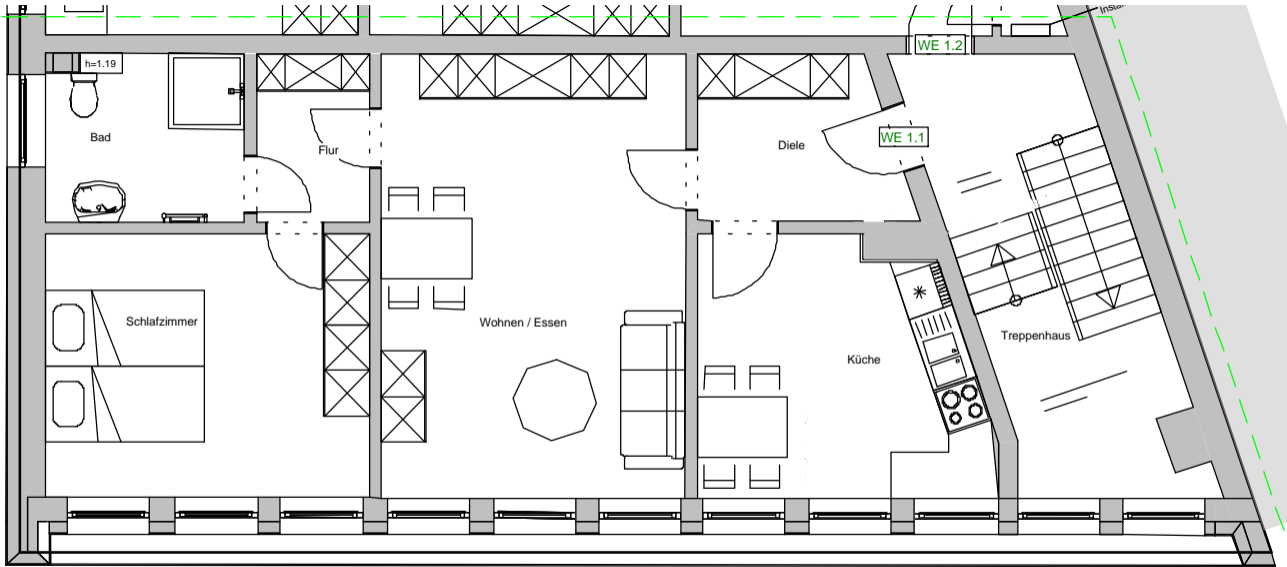 WE 1.2
h=1.19
Bad
Flur
Diele
WE 1.1
Schlafzimmer
Wohnen / Essen
Küche
Treppenhaus